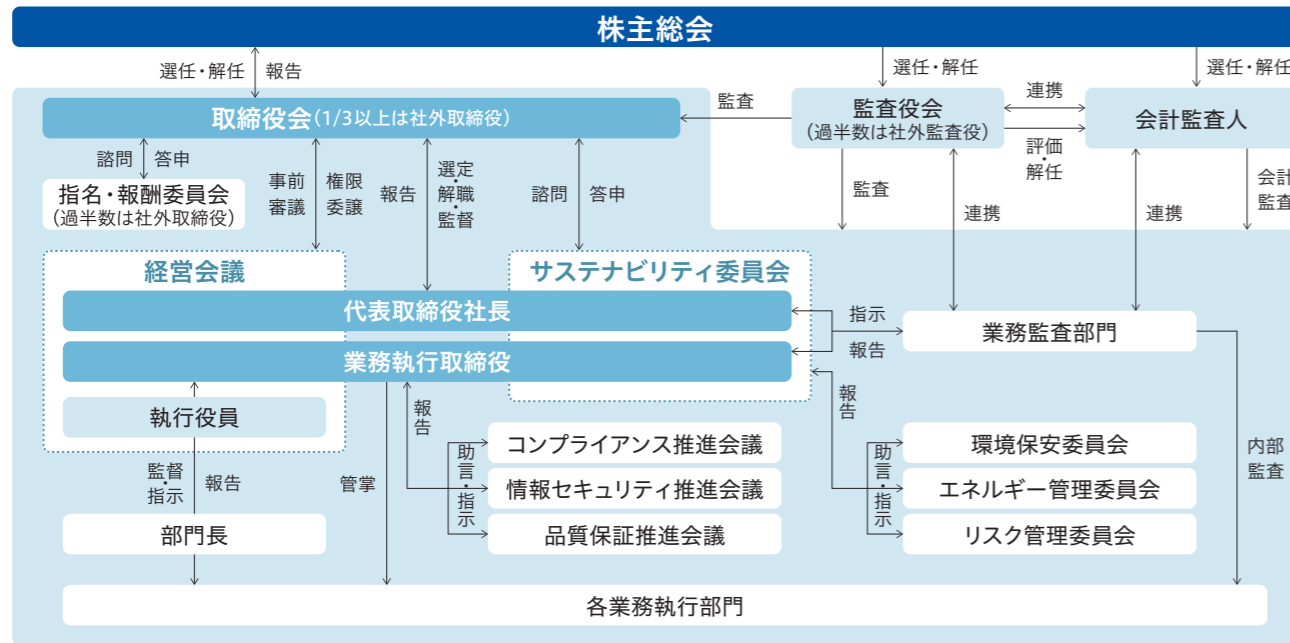 株主総会
選任・解任 報告
選任・解任
選任・解任
取締役会(1/3以上は社外取締役)
監査
監査役会
(過半数は社外監査役)
連携
評価・解任
会計監査人
諮問 答申
指名・報酬委員会
(過半数は社外取締役)
事前審議
権限委譲
報告
選定・解職・監督
諮問 答申
監査
連携
連携
会計監査
経営会議
サステナビリティ委員会
代表取締役社長
業務執行取締役
指示
報告
業務監査部門
執行役員
監督・指示
報告
管掌
報告
助言・指示
コンプライアンス推進会議
情報セキュリティ推進会議
品質保証推進会議
報告
助言・指示
環境保安委員会
エネルギー管理委員会
リスク管理委員会
内部監査
部門長
各業務執行部門